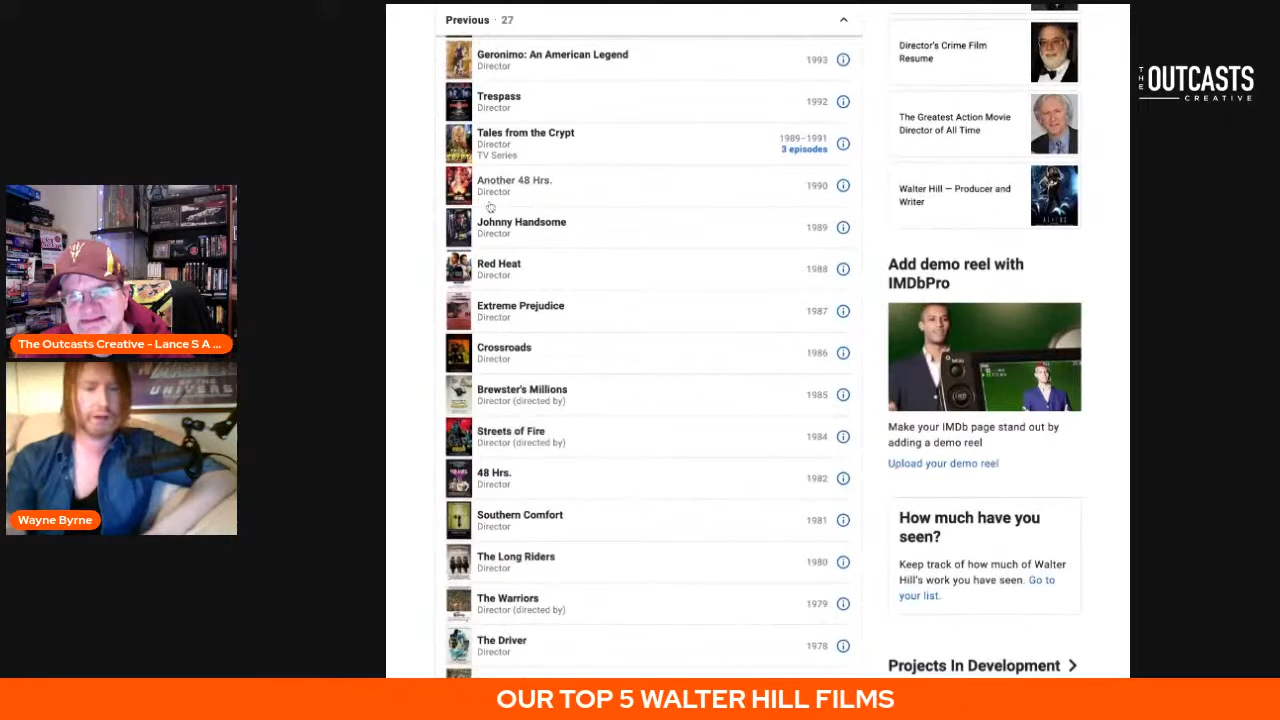 Previous · 27
Geronimo: An American Legend
Director
1993
Trespass
Director
1992
Tales from the Crypt
Director
TV Series
1989–1991
3 episodes
Another 48 Hrs.
Director
1990
Johnny Handsome
Director
1989
Red Heat
Director
1988
Extreme Prejudice
Director
1987
Crossroads
Director
1986
Brewster's Millions
Director (directed by)
1985
Streets of Fire
Director (directed by)
1984
48 Hrs.
Director
1982
Southern Comfort
Director
1981
The Long Riders
Director
1980
The Warriors
Director (directed by)
1979
The Driver
Director
1978
Director's Crime Film
Resume
The Greatest Action Movie
Director of All Time
Walter Hill — Producer and
Writer
Add demo reel with
IMDbPro
Make your IMDb page stand out by
adding a demo reel
Upload your demo reel
How much have you
seen?
Keep track of how much of Walter
Hill's work you have seen. Go to
your list.
Projects In Development
THE OUTCASTS
CREATIVE
The Outcasts Creative - Lance S A ...
OF THE
UNIVERS
Wayne Byrne
OUR TOP 5 WALTER HILL FILMS